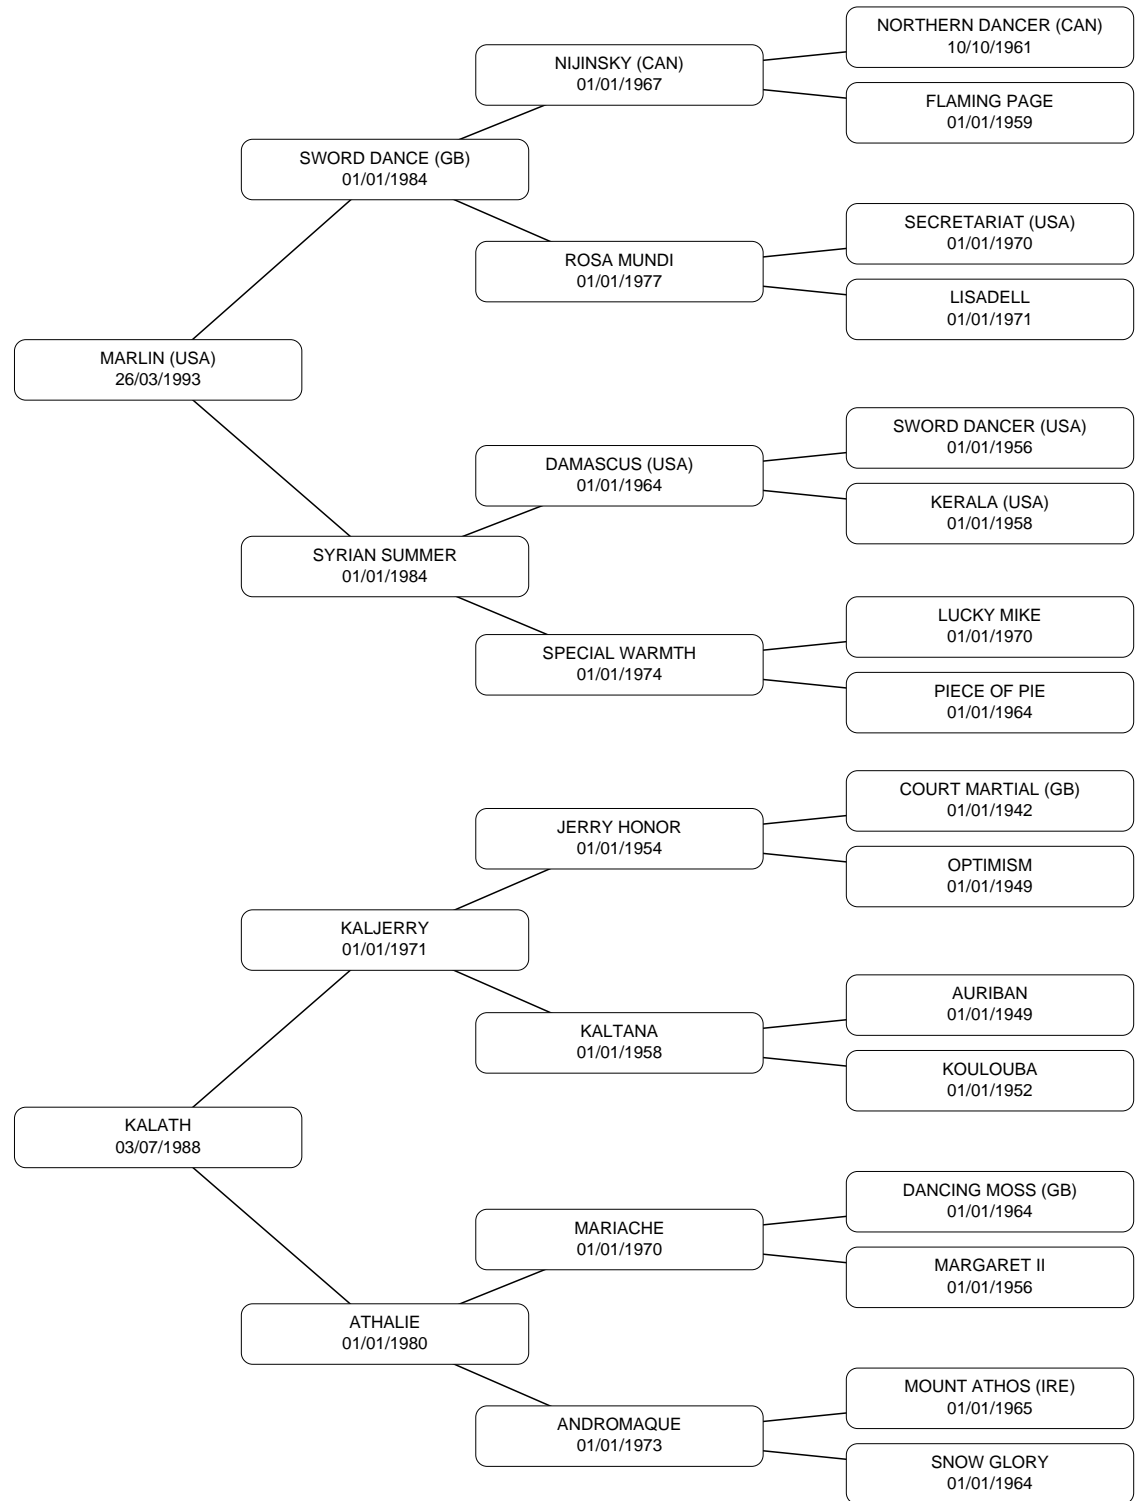 NORTHERN DANCER (CAN)
10/10/1961
NIJINSKY (CAN)
01/01/1967
FLAMING PAGE
01/01/1959
SWORD DANCE (GB)
01/01/1984
SECRETARIAT (USA)
01/01/1970
ROSA MUNDI
01/01/1977
LISADELL
01/01/1971
MARLIN (USA)
26/03/1993
SWORD DANCER (USA)
01/01/1956
DAMASCUS (USA)
01/01/1964
KERALA (USA)
01/01/1958
SYRIAN SUMMER
01/01/1984
LUCKY MIKE
01/01/1970
SPECIAL WARMTH
01/01/1974
PIECE OF PIE
01/01/1964
COURT MARTIAL (GB)
01/01/1942
JERRY HONOR
01/01/1954
OPTIMISM
01/01/1949
KALJERRY
01/01/1971
AURIBAN
01/01/1949
KALTANA
01/01/1958
KOULOUBA
01/01/1952
KALATH
03/07/1988
DANCING MOSS (GB)
01/01/1964
MARIACHE
01/01/1970
MARGARET II
01/01/1956
ATHALIE
01/01/1980
MOUNT ATHOS (IRE)
01/01/1965
ANDROMAQUE
01/01/1973
SNOW GLORY
01/01/1964